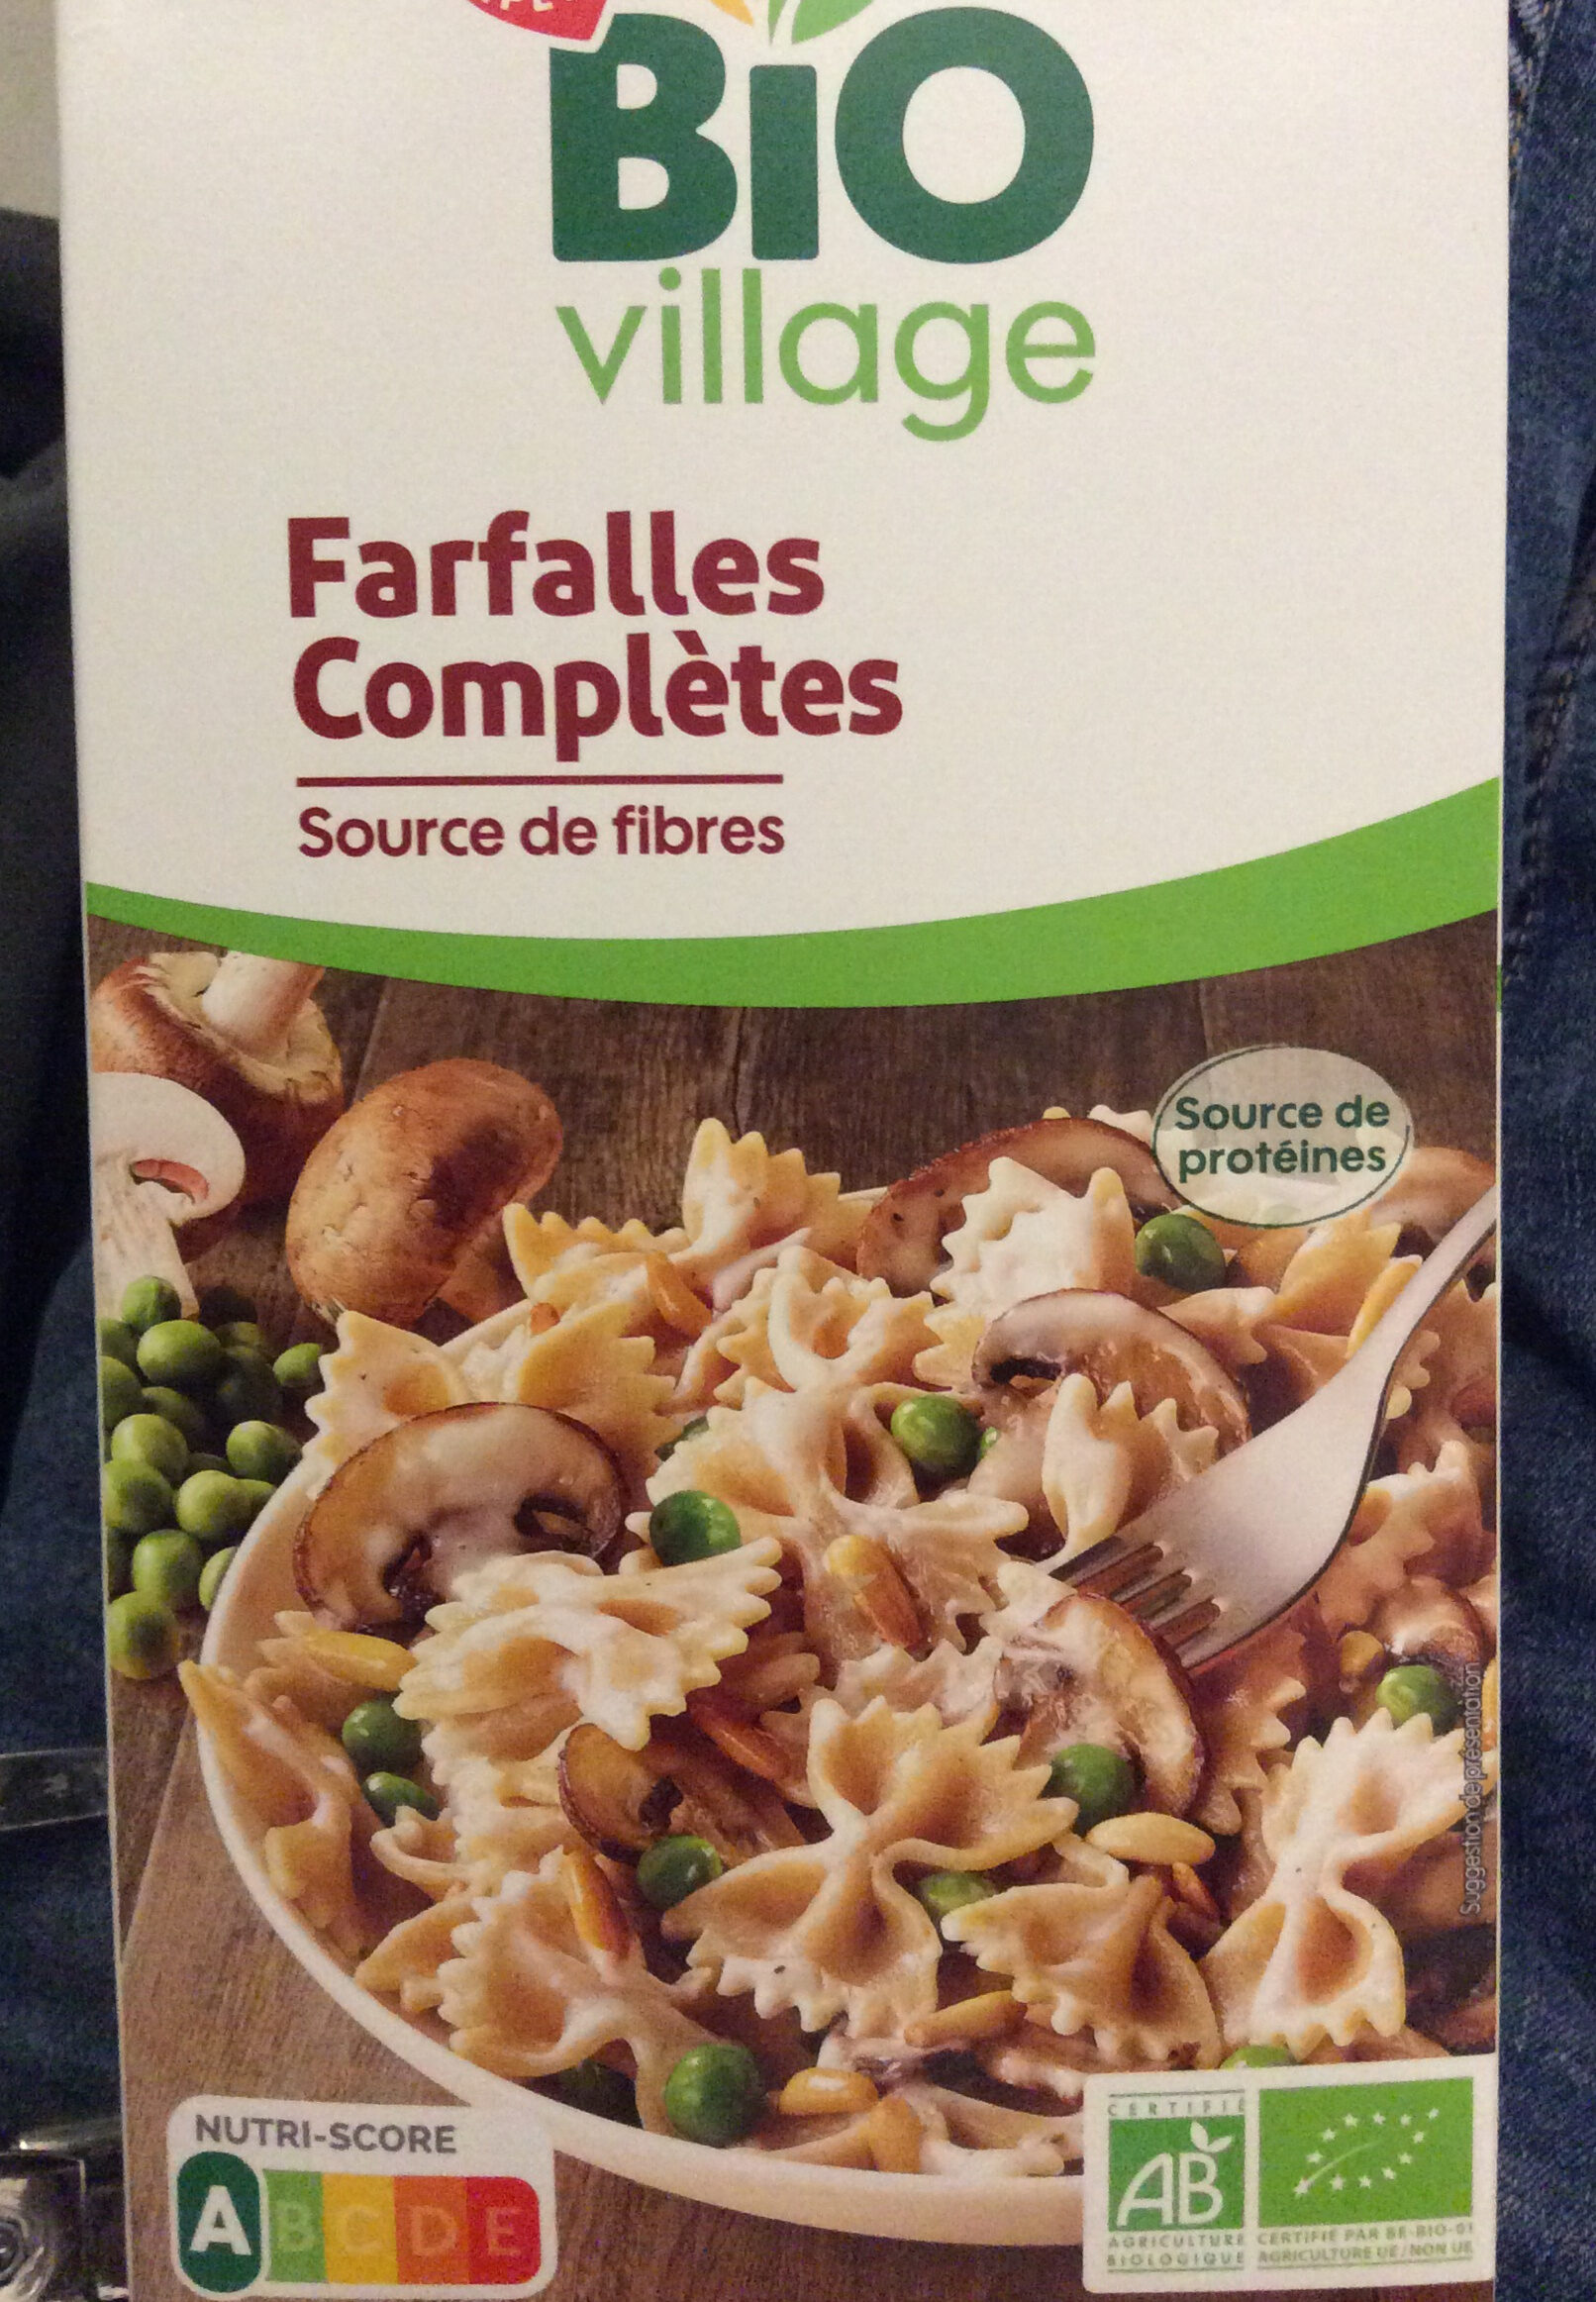 BiO
village
Farfalles
Complètes
Source de fibres
Source de
protéines
Suggestion de présentation
NUTRI-SCORE
A B C D E
CERTIFIÉ
AB
AGRICULTURE
BIOLOGIQUE
CERTIFIÉ PAR BE-BIO-01
AGRICULTURE UE/NON UE